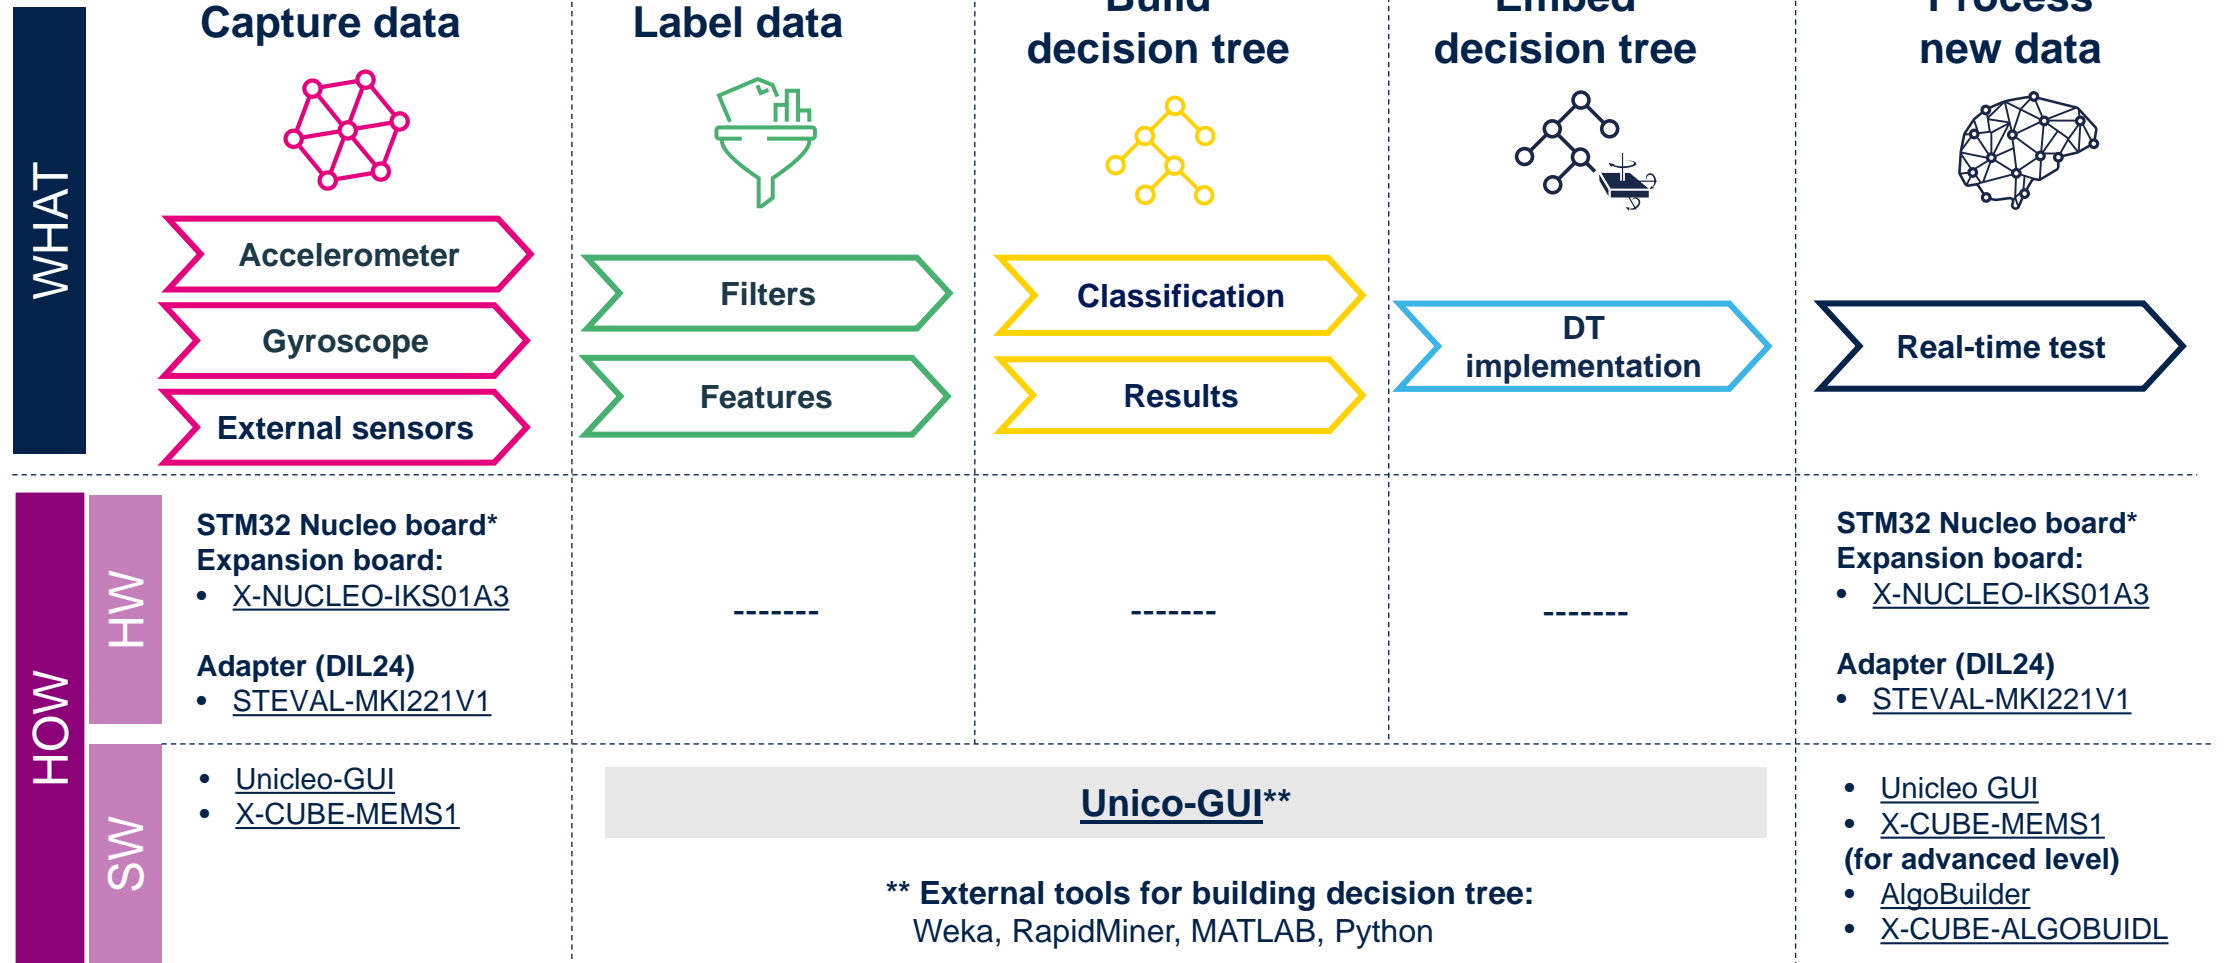 WHAT
Capture data
Label data
Build
decision tree
Embed
decision tree
Process
new data
Accelerometer
Gyroscope
External sensors
Filters
Features
Classification
Results
DT
implementation
Real-time test
HOW
HW
STM32 Nucleo board*
Expansion board:
• X-NUCLEO-IKS01A3
Adapter (DIL24)
• STEVAL-MKI221V1
-------
-------
-------
STM32 Nucleo board*
Expansion board:
• X-NUCLEO-IKS01A3
Adapter (DIL24)
• STEVAL-MKI221V1
SW
• Unicleo-GUI
• X-CUBE-MEMS1
Unico-GUI**
** External tools for building decision tree:
Weka, RapidMiner, MATLAB, Python
• Unicleo GUI
• X-CUBE-MEMS1
(for advanced level)
• AlgoBuilder
• X-CUBE-ALGOBUIDL